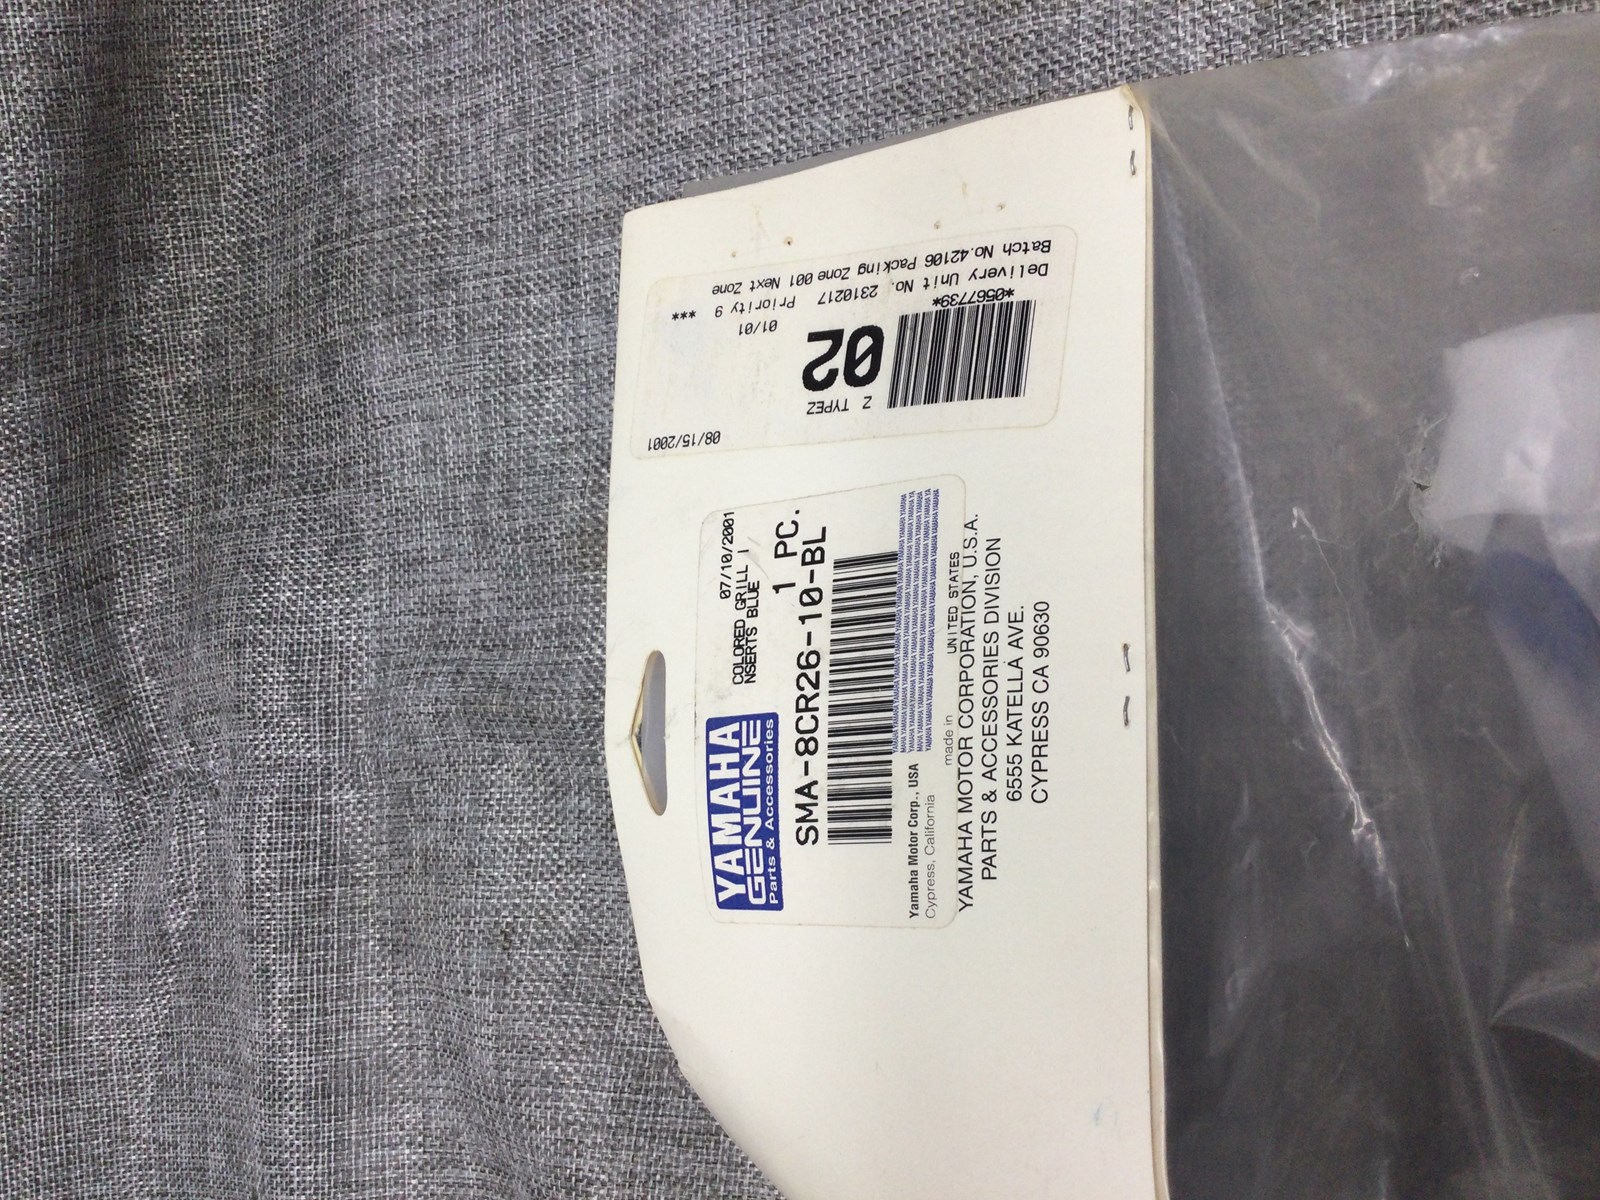 YAMAHA
GENUINE
Parts & Accessories
07/10/2001
COLORED GRILL I
NSERTS BLUE
1 PC.
SMA-8CR26-10-BL
Yamaha Motor Corp., USA
Cypress, California
made in UNITED STATES
YAMAHA MOTOR CORPORATION, U.S.A.
PARTS & ACCESSORIES DIVISION
6555 KATELLA AVE.
CYPRESS CA 90630
Batch No.42106 Packing Zone 001 Next Zone
Delivery Unit No. 2310217 Priority 9 ***
*0567739*
01/01
02
Z TYPEZ
08/15/2001